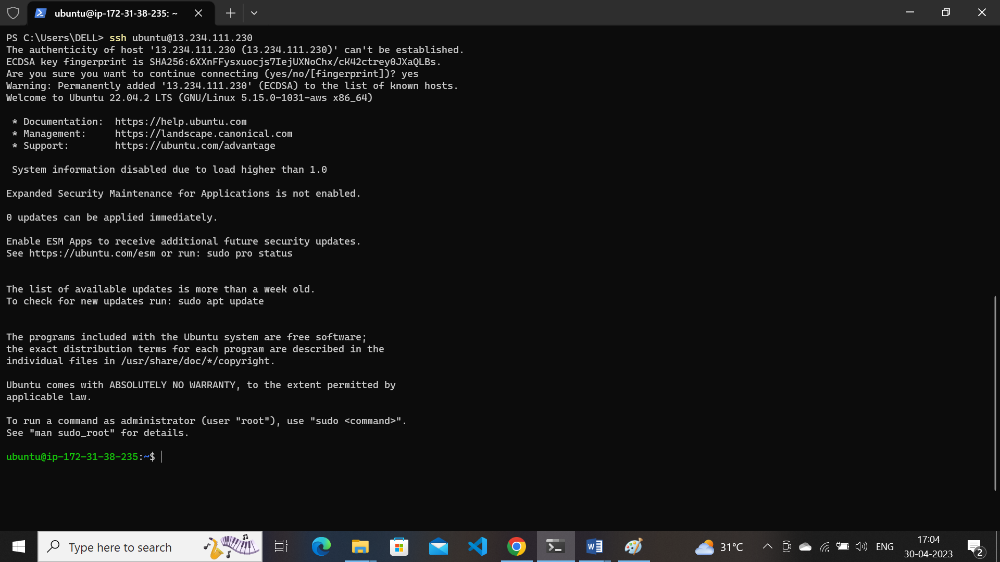 ubuntu@ip-172-31-38-235: ~
PS C:\Users\DELL> ssh ubuntu@13.234.111.230
The authenticity of host '13.234.111.230 (13.234.111.230)' can't be established.
ECDSA key fingerprint is SHA256:6XXnFFysxuocjs7IejUXNoChx/cK42ctrey0JXaQLBs.
Are you sure you want to continue connecting (yes/no/[fingerprint])? yes
Warning: Permanently added '13.234.111.230' (ECDSA) to the list of known hosts.
Welcome to Ubuntu 22.04.2 LTS (GNU/Linux 5.15.0-1031-aws x86_64)
* Documentation: https://help.ubuntu.com
* Management: https://landscape.canonical.com
* Support: https://ubuntu.com/advantage
System information disabled due to load higher than 1.0
Expanded Security Maintenance for Applications is not enabled.
0 updates can be applied immediately.
Enable ESM Apps to receive additional future security updates.
See https://ubuntu.com/esm or run: sudo pro status
The list of available updates is more than a week old.
To check for new updates run: sudo apt update
The programs included with the Ubuntu system are free software;
the exact distribution terms for each program are described in the
individual files in /usr/share/doc/*/copyright.
Ubuntu comes with ABSOLUTELY NO WARRANTY, to the extent permitted by
applicable law.
To run a command as administrator (user "root"), use "sudo <command>".
See "man sudo_root" for details.
ubuntu@ip-172-31-38-235:~$
Type here to search
W
31°C
ENG
17:04
30-04-2023
2